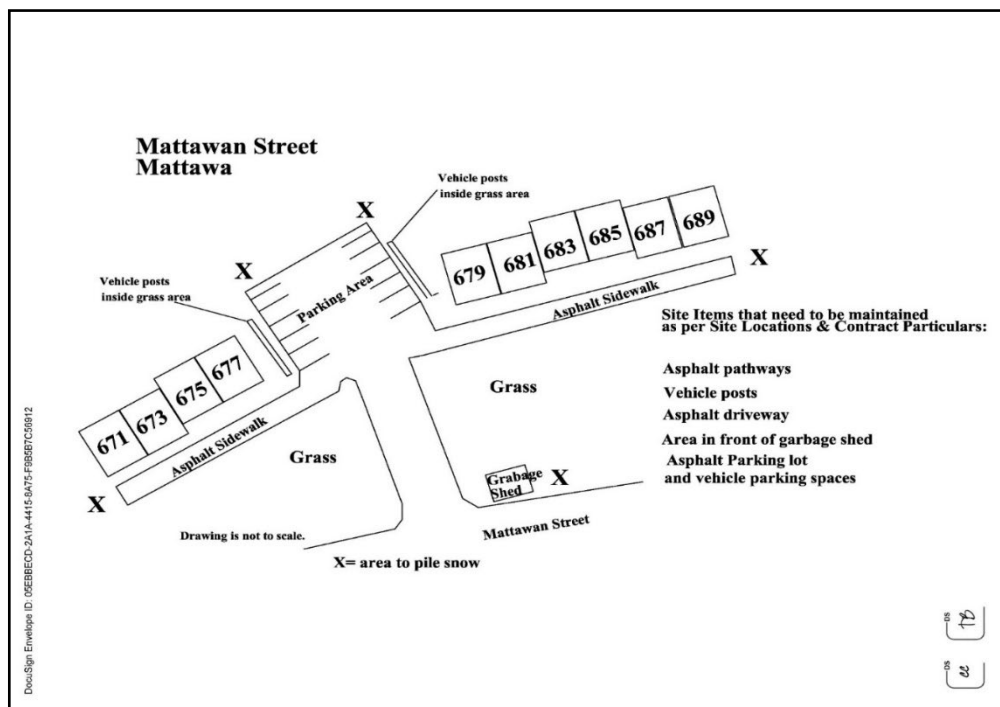 Mattawan Street
Mattawa
Vehicle posts
inside grass area
X
X
Vehicle posts
inside grass area
Parking Area
679
681
683
685
687
689
X
Asphalt Sidewalk
671
673
675
677
Asphalt Sidewalk
X
Grass
Grass
Site Items that need to be maintained
as per Site Locations & Contract Particulars:
Asphalt pathways
Vehicle posts
Asphalt driveway
Area in front of garbage shed
Asphalt Parking lot
and vehicle parking spaces
Grabage
Shed
X
Mattawan Street
Drawing is not to scale.
X= area to pile snow
DocuSign Envelope ID: 05EBBECD-2A1A-4415-8A75-F9B5B7C56912
DS
TB
DS
cc